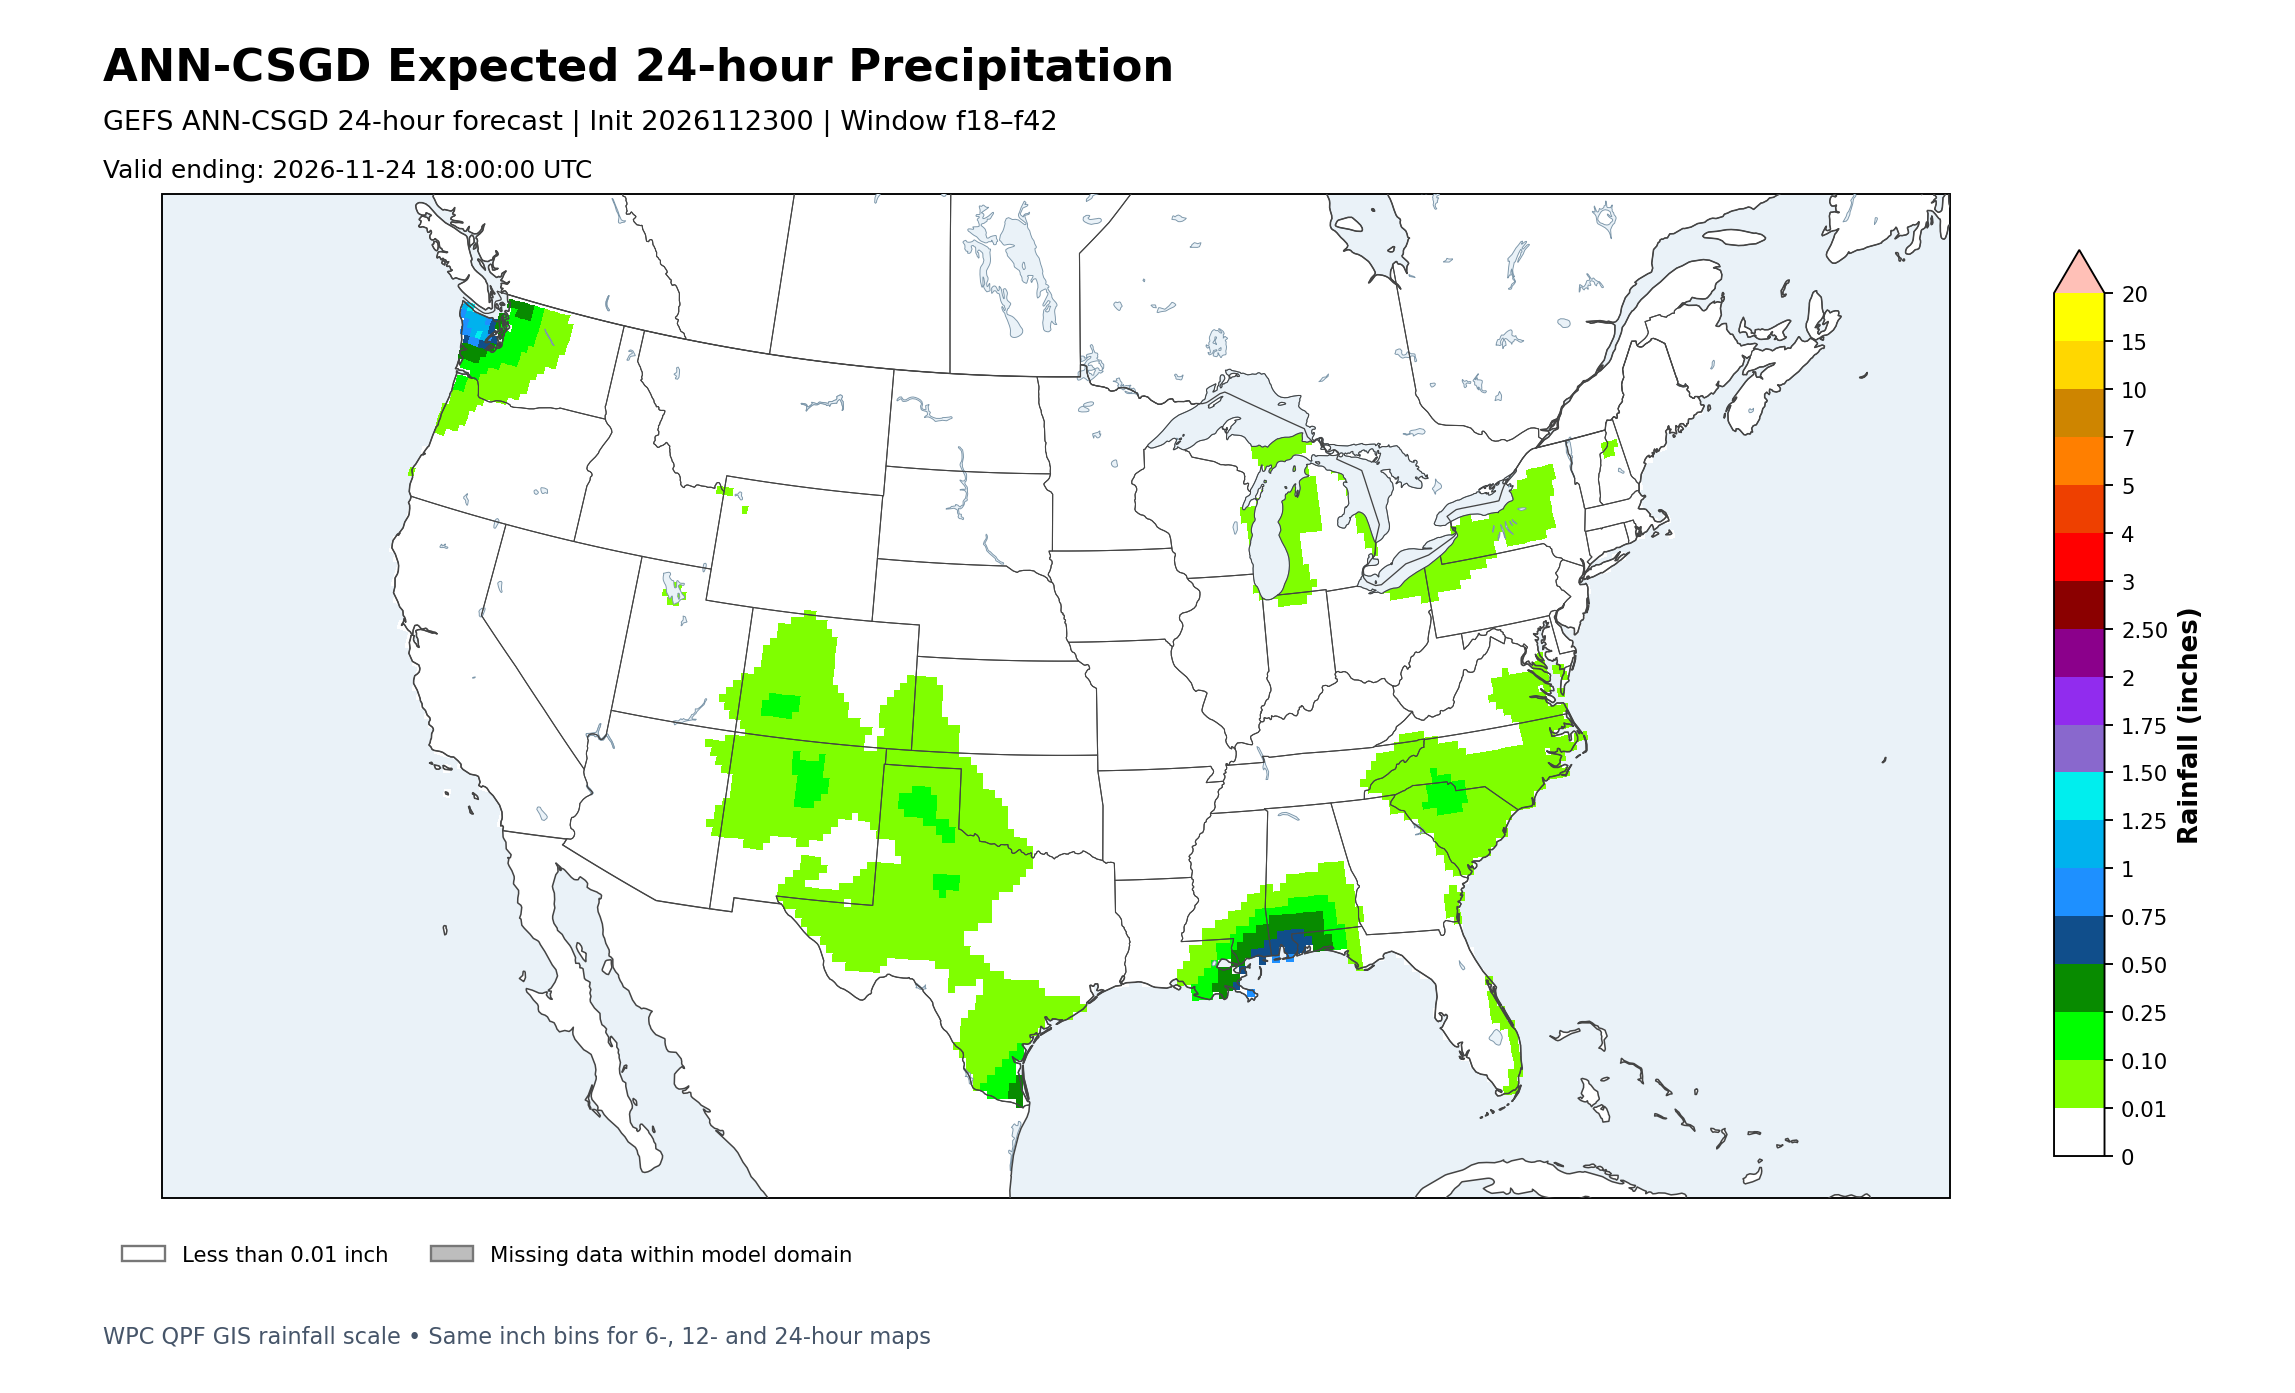 ANN-CSGD Expected 24-hour Precipitation
GEFS ANN-CSGD 24-hour forecast | Init 2026112300 | Window f18–f42
Valid ending: 2026-11-24 18:00:00 UTC
20
15
10
7
5
4
3
2.50
2
1.75
1.50
1.25
1
0.75
0.50
0.25
0.10
0.01
0
Rainfall (inches)
Less than 0.01 inch
Missing data within model domain
WPC QPF GIS rainfall scale • Same inch bins for 6-, 12- and 24-hour maps